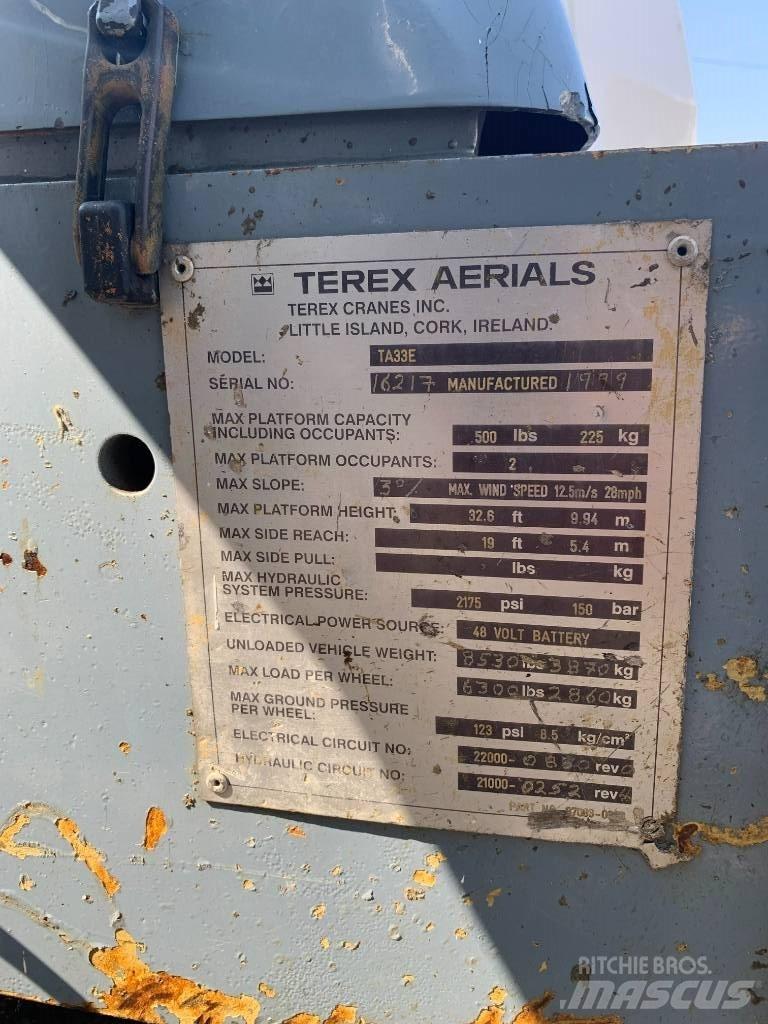 TEREX AERIALS
TEREX CRANES INC.
LITTLE ISLAND, CORK, IRELAND.
MODEL: TA33E
SERIAL NO: 16217 MANUFACTURED 1999
MAX PLATFORM CAPACITY
INCLUDING OCCUPANTS: 500 lbs 225 kg
MAX PLATFORM OCCUPANTS: 2
MAX SLOPE: 3° MAX. WIND SPEED 12.5m/s 28mph
MAX PLATFORM HEIGHT: 32.6 ft 9.94 m
MAX SIDE REACH: 19 ft 5.4 m
MAX SIDE PULL: lbs kg
MAX HYDRAULIC
SYSTEM PRESSURE: 2175 psi 150 bar
ELECTRICAL POWER SOURCE: 48 VOLT BATTERY
UNLOADED VEHICLE WEIGHT: 8530 lbs 3870 kg
MAX LOAD PER WHEEL: 6300 lbs 2860 kg
MAX GROUND PRESSURE
PER WHEEL: 123 psi 8.5 kg/cm²
ELECTRICAL CIRCUIT NO: 22000- rev
HYDRAULIC CIRCUIT NO: 21000-0252 rev
PART NO.
RITCHIE BROS.
MASCUS